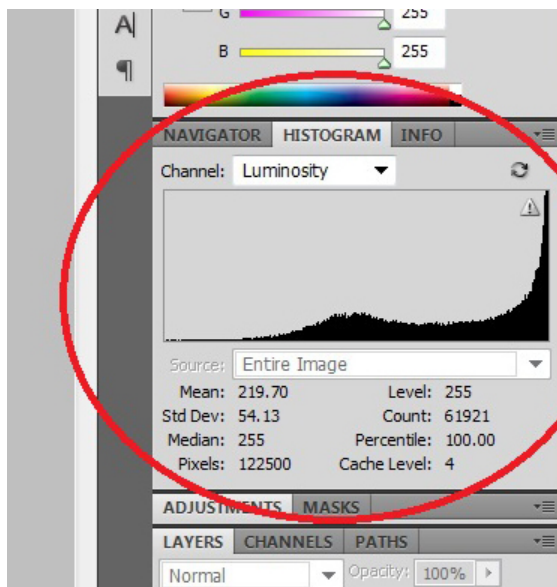 G 255
A
B 255
¶
NAVIGATOR HISTOGRAM INFO
Channel: Luminosity
Source: Entire Image
Mean: 219.70 Level: 255
Std Dev: 54.13 Count: 61921
Median: 255 Percentile: 100.00
Pixels: 122500 Cache Level: 4
ADJUSTMENTS MASKS
LAYERS CHANNELS PATHS
Normal Opacity: 100%